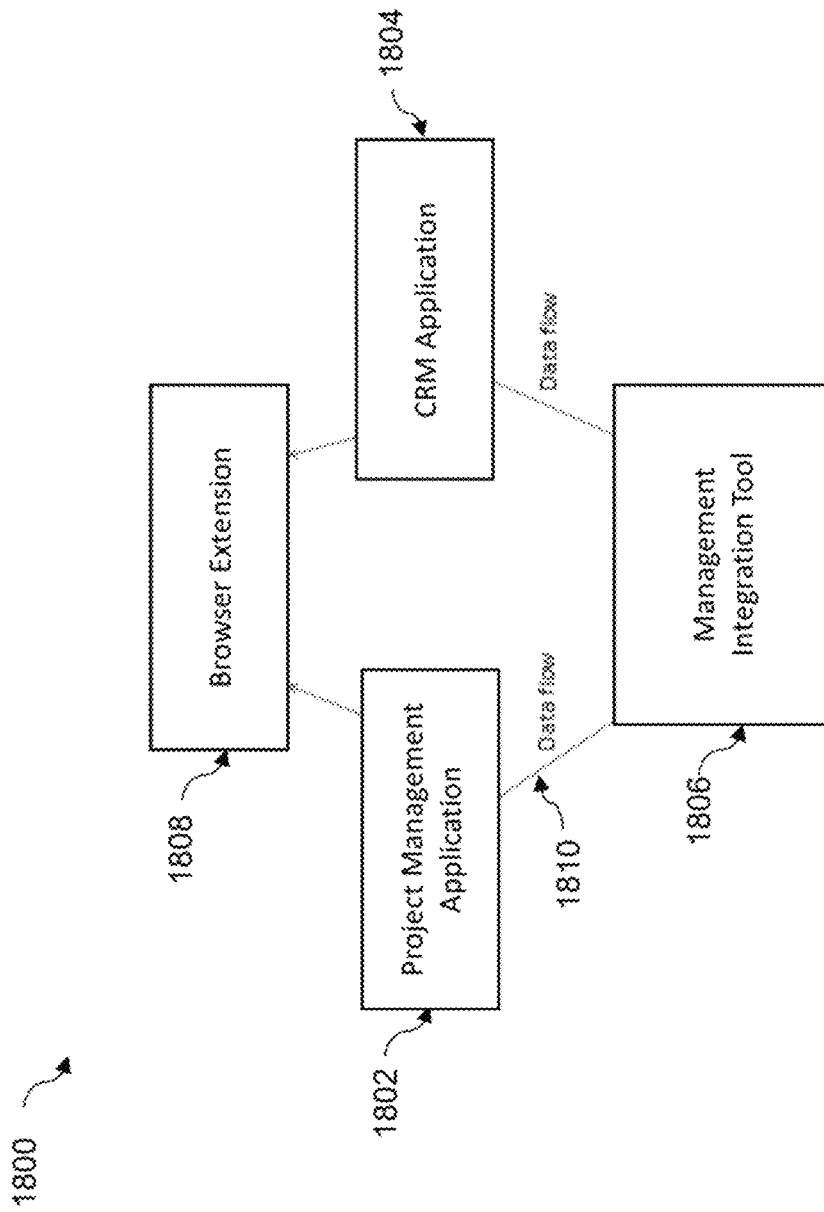 1800
1808
Browser Extension
1802
Project Management
Application
CRM Application
1804
1810
Data flow
Data flow
1806
Management
Integration Tool